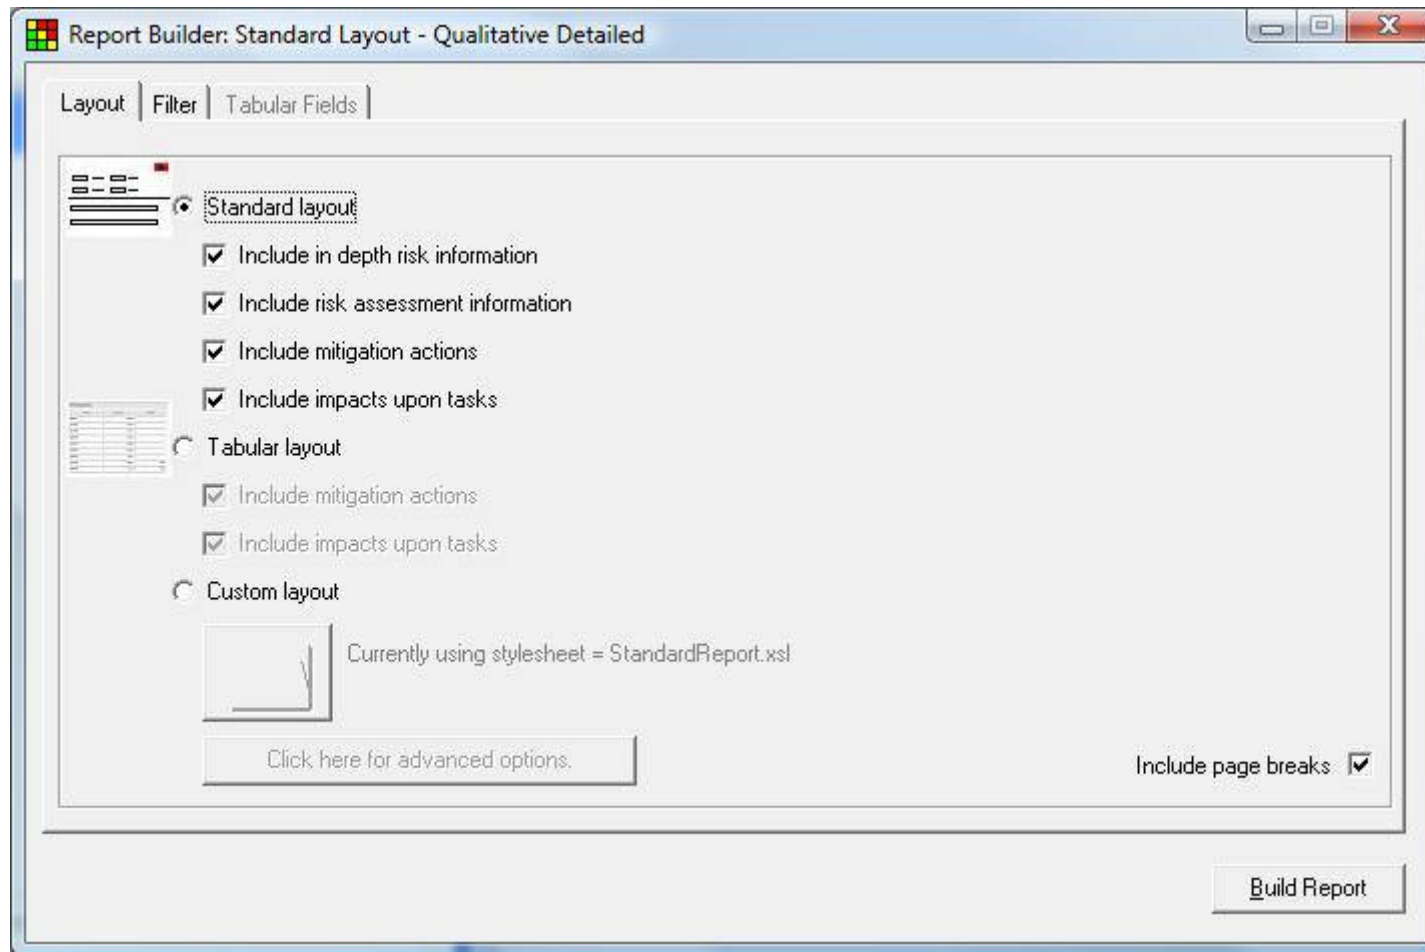 Report Builder: Standard Layout - Qualitative Detailed
Layout Filter Tabular Fields
Standard layout
Include in depth risk information
Include risk assessment information
Include mitigation actions
Include impacts upon tasks
Tabular layout
Include mitigation actions
Include impacts upon tasks
Custom layout
Currently using stylesheet = StandardReport.xsl
Click here for advanced options.
Include page breaks
Build Report